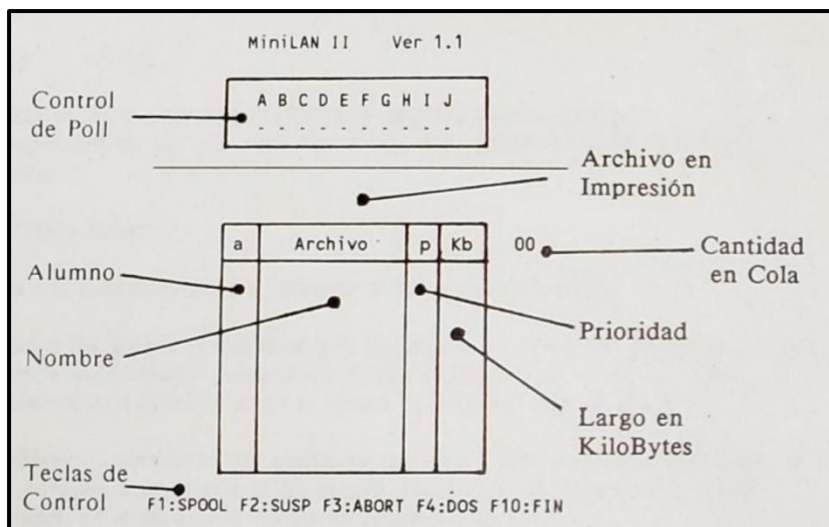 MiniLAN II Ver 1.1
Control
de Poll
A B C D E F G H I J
- - - - - - - - - -
Archivo en
Impresión
a Archivo p Kb 00
Cantidad
en Cola
Alumno
Prioridad
Nombre
Largo en
KiloBytes
Teclas de
Control
F1:SPOOL F2:SUSP F3:ABORT F4:DOS F10:FIN